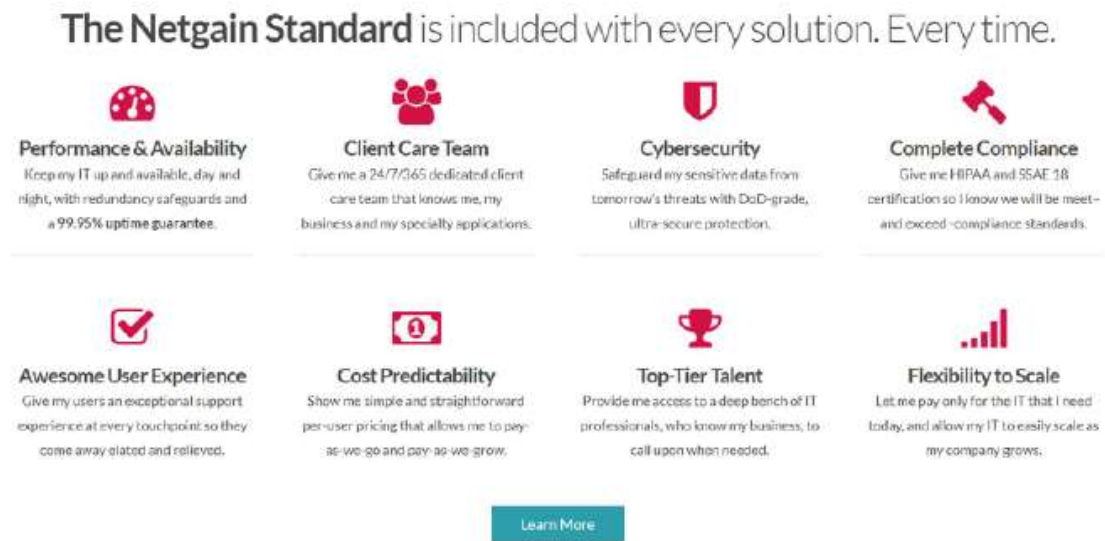 The Netgain Standard is included with every solution. Every time.
Performance & Availability
Keep my IT up and available, day and
night, with redundancy safeguards and
a 99.95% uptime guarantee.
Client Care Team
Give me a 24/7/365 dedicated client
care team that knows me, my
business and my specialty applications.
Cybersecurity
Safeguard my sensitive data from
tomorrow's threats with DoD-grade,
ultra-secure protection.
Complete Compliance
Give me HIPAA and SSAE 18
certification so I know we will be meet–
and exceed–compliance standards.
Awesome User Experience
Give my users an exceptional support
experience at every touchpoint so they
come away elated and relieved.
Cost Predictability
Show me simple and straightforward
per-user pricing that allows me to pay-
as-we-go and pay-as-we-grow.
Top-Tier Talent
Provide me access to a deep bench of IT
professionals, who know my business, to
call upon when needed.
Flexibility to Scale
Let me pay only for the IT that I need
today, and allow my IT to easily scale as
my company grows.
Learn More